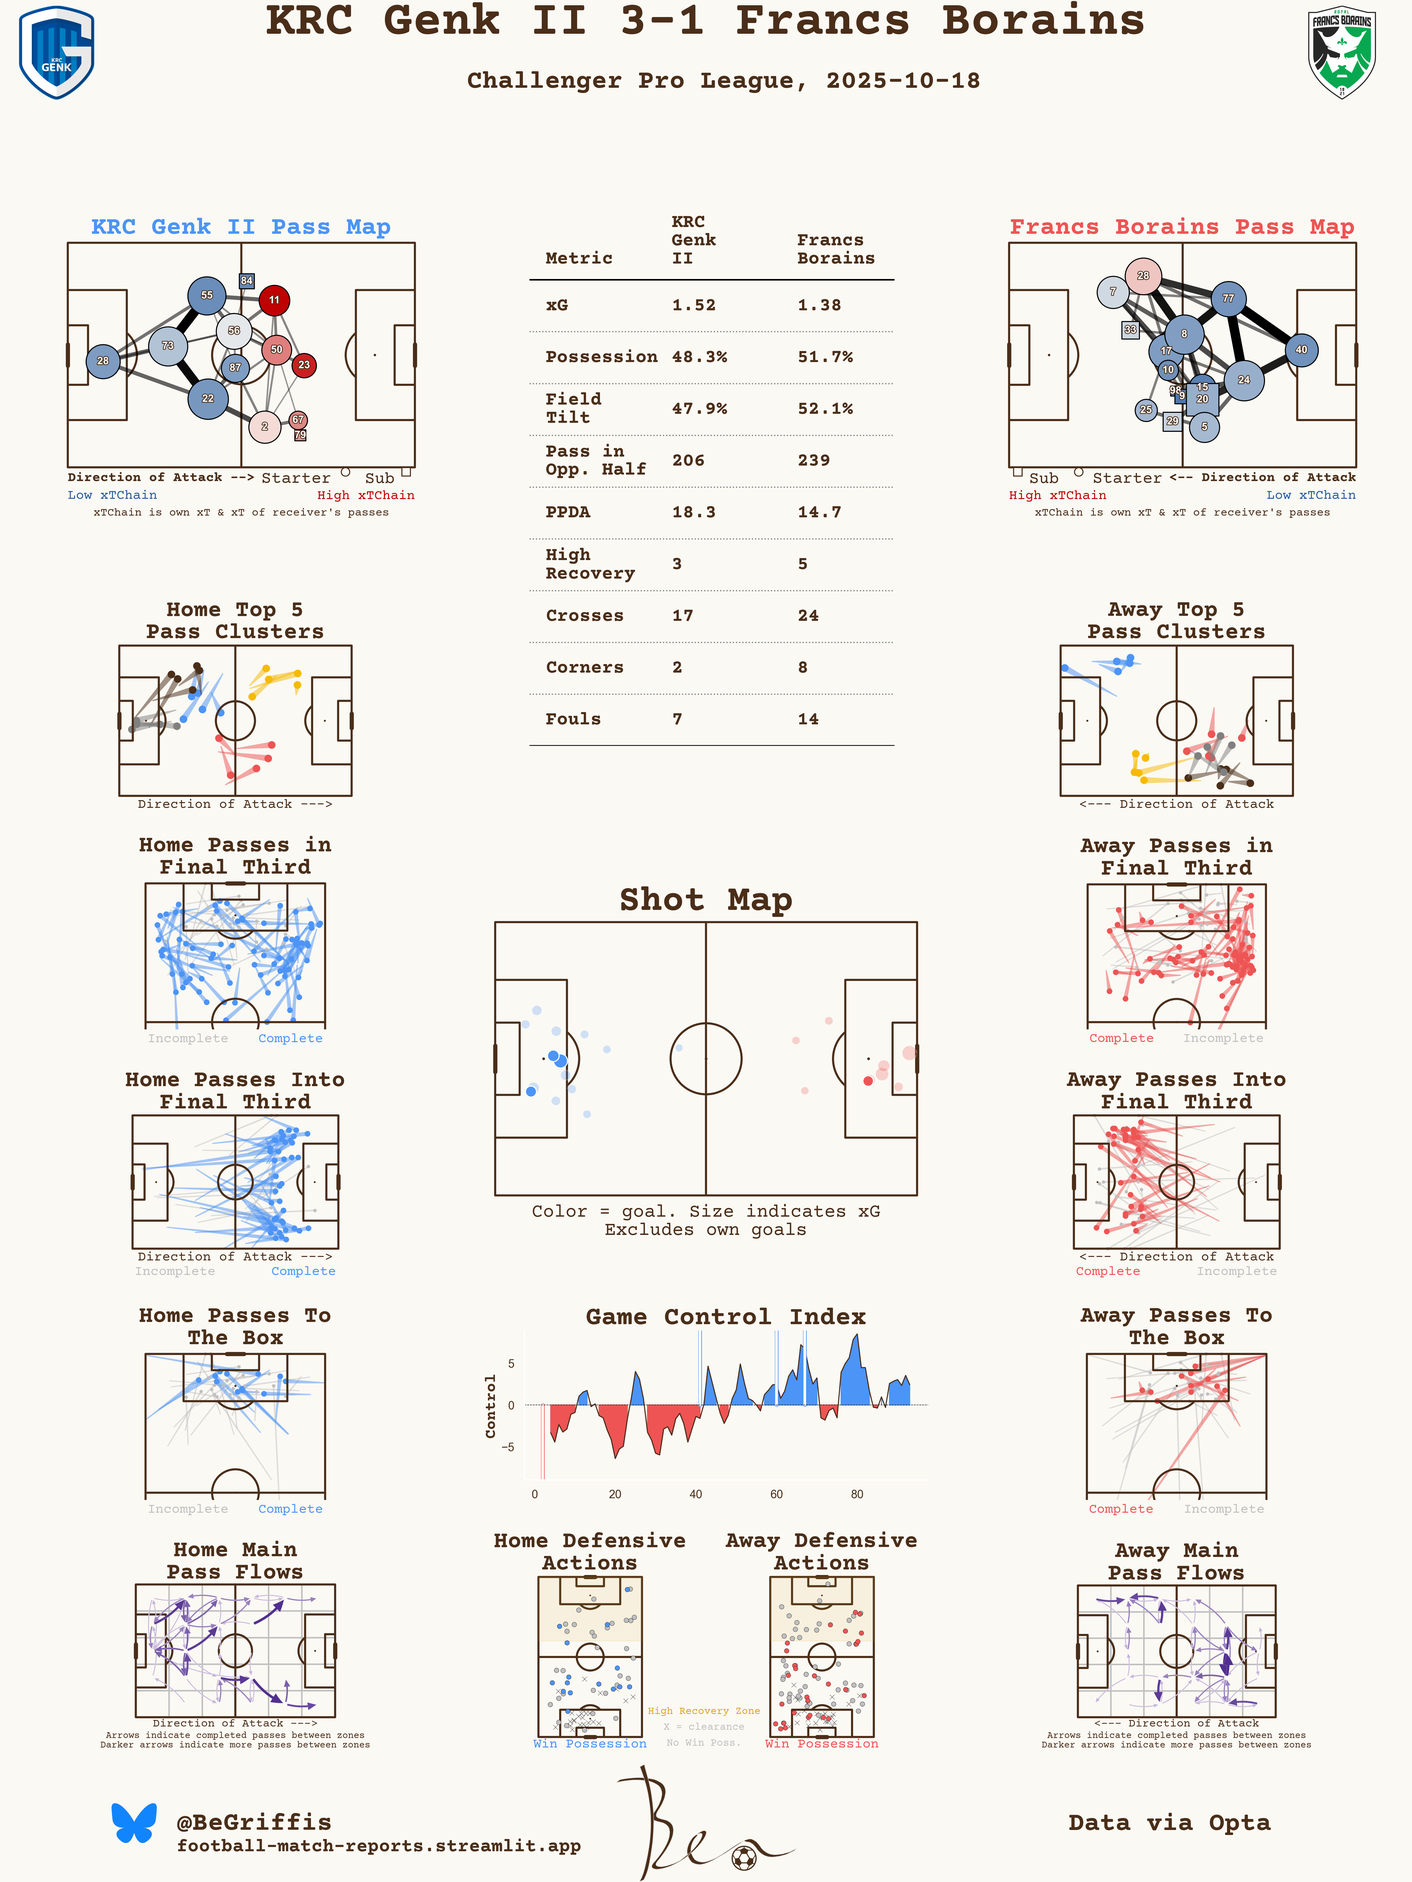 KRC Genk II 3-1 Francs Borains
Challenger Pro League, 2025-10-18
KRC
GENK
ROYAL
FRANCS BORAINS
KRC Genk II Pass Map
55
84
11
56
73
50
28
87
23
22
2
67
79
Direction of Attack --> Starter Sub
Low xTChain High xTChain
xTChain is own xT & xT of receiver's passes
Metric KRC Genk II Francs Borains
xG 1.52 1.38
Possession 48.3% 51.7%
Field Tilt 47.9% 52.1%
Pass in Opp. Half 206 239
PPDA 18.3 14.7
High Recovery 3 5
Crosses 17 24
Corners 2 8
Fouls 7 14
Francs Borains Pass Map
28
7
77
33
8
17
40
10
24
98
15
9
20
25
29
5
Sub Starter <-- Direction of Attack
High xTChain Low xTChain
xTChain is own xT & xT of receiver's passes
Home Top 5
Pass Clusters
Direction of Attack --->
Away Top 5
Pass Clusters
<--- Direction of Attack
Home Passes in
Final Third
Incomplete Complete
Away Passes in
Final Third
Complete Incomplete
Shot Map
Color = goal. Size indicates xG
Excludes own goals
Home Passes Into
Final Third
Direction of Attack --->
Incomplete Complete
Away Passes Into
Final Third
<--- Direction of Attack
Complete Incomplete
Home Passes To
The Box
Incomplete Complete
Game Control Index
Control
5
0
−5
0 20 40 60 80
Away Passes To
The Box
Complete Incomplete
Home Main
Pass Flows
Direction of Attack --->
Arrows indicate completed passes between zones
Darker arrows indicate more passes between zones
Home Defensive
Actions
Win Possession
High Recovery Zone
X = clearance
No Win Poss.
Away Defensive
Actions
Win Possession
Away Main
Pass Flows
<--- Direction of Attack
Arrows indicate completed passes between zones
Darker arrows indicate more passes between zones
@BeGriffis
football-match-reports.streamlit.app
Ben
Data via Opta